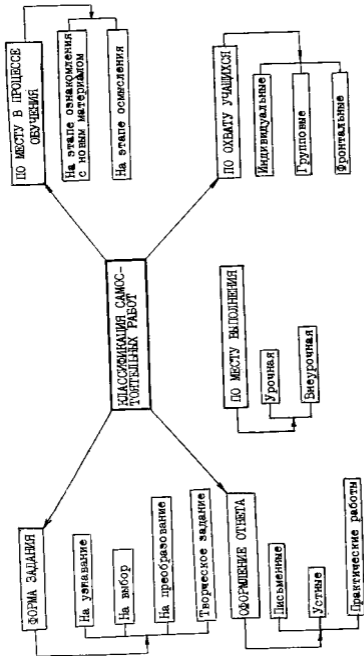 КЛАССИФИКАЦИЯ САМОС-
ТОЯТЕЛЬНЫХ РАБОТ
ФОРМА ЗАДАНИЯ
На узнавание
На выбор
На преобразование
Творческое задание
ПО МЕСТУ В ПРОЦЕССЕ
ОБУЧЕНИЯ
На этапе ознакомления
с новым материалом
На этапе осмысления
ОФОРМЛЕНИЕ ОТЧЕТА
Письменные
Устные
Практические работы
ПО МЕСТУ ВЫПОЛНЕНИЯ
Урочная
Внеурочная
ПО ОХВАТУ УЧАЩИХСЯ
Индивидуальные
Групповые
Фронтальные